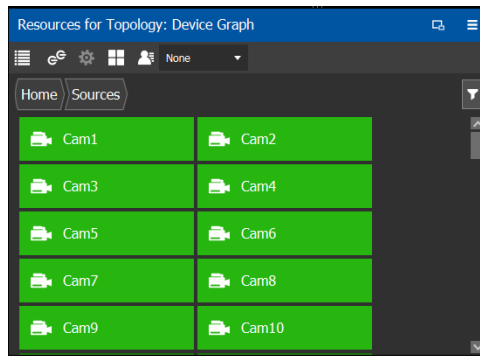 Resources for Topology: Device Graph
None
Home Sources
Cam1 Cam2
Cam3 Cam4
Cam5 Cam6
Cam7 Cam8
Cam9 Cam10